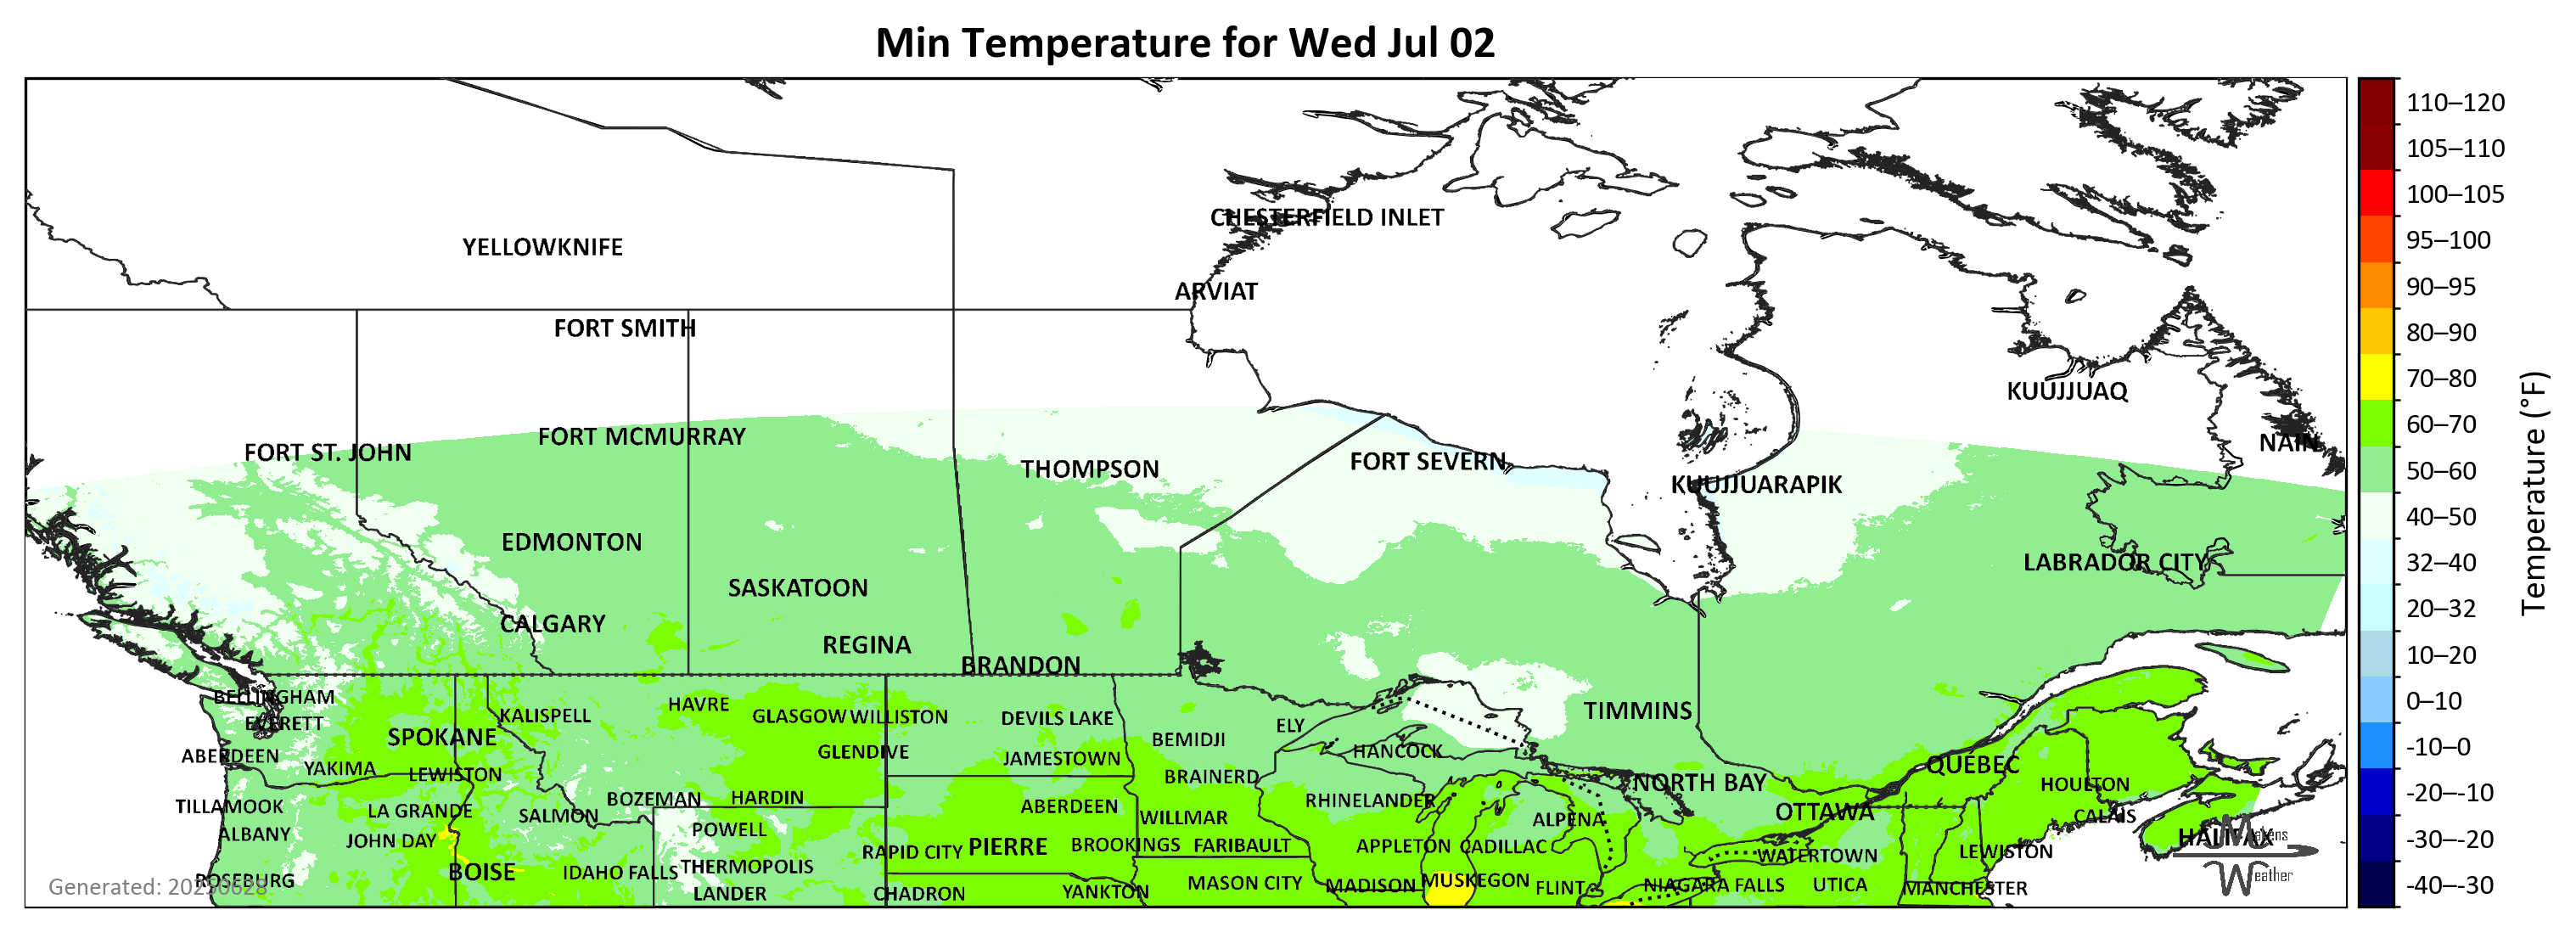 Min Temperature for Wed Jul 02
110–120
105–110
100–105
95–100
90–95
80–90
70–80
60–70
50–60
40–50
32–40
20–32
10–20
0–10
-10–0
-20–-10
-30–-20
-40–-30
Temperature (°F)
CHESTERFIELD INLET
YELLOWKNIFE
ARVIAT
FORT SMITH
KUUJJUAQ
FORT MCMURRAY
NAIN
FORT ST. JOHN
FORT SEVERN
THOMPSON
KUUJJUARAPIK
EDMONTON
LABRADOR CITY
SASKATOON
CALGARY
REGINA
BRANDON
BELLINGHAM
HAVRE
TIMMINS
KALISPELL
GLASGOW
WILLISTON
DEVILS LAKE
EVERETT
ELY
SPOKANE
BEMIDJI
HANCOCK
GLENDIVE
ABERDEEN
JAMESTOWN
QUEBEC
YAKIMA
LEWISTON
BRAINERD
NORTH BAY
HOULTON
BOZEMAN
HARDIN
RHINELANDER
TILLAMOOK
ABERDEEN
LA GRANDE
OTTAWA
SALMON
WILLMAR
CALAIS
ALPENA
POWELL
ALBANY
HALIFAX
JOHN DAY
PIERRE
BROOKINGS
FARIBAULT
APPLETON
CADILLAC
RAPID CITY
LEWISTON
WATERTOWN
THERMOPOLIS
BOISE
IDAHO FALLS
MUSKEGON
ROSEBURG
MASON CITY
MADISON
FLINT
NIAGARA FALLS
UTICA
MANCHESTER
LANDER
CHADRON
YANKTON
Generated: 20250628
Matens
Weather